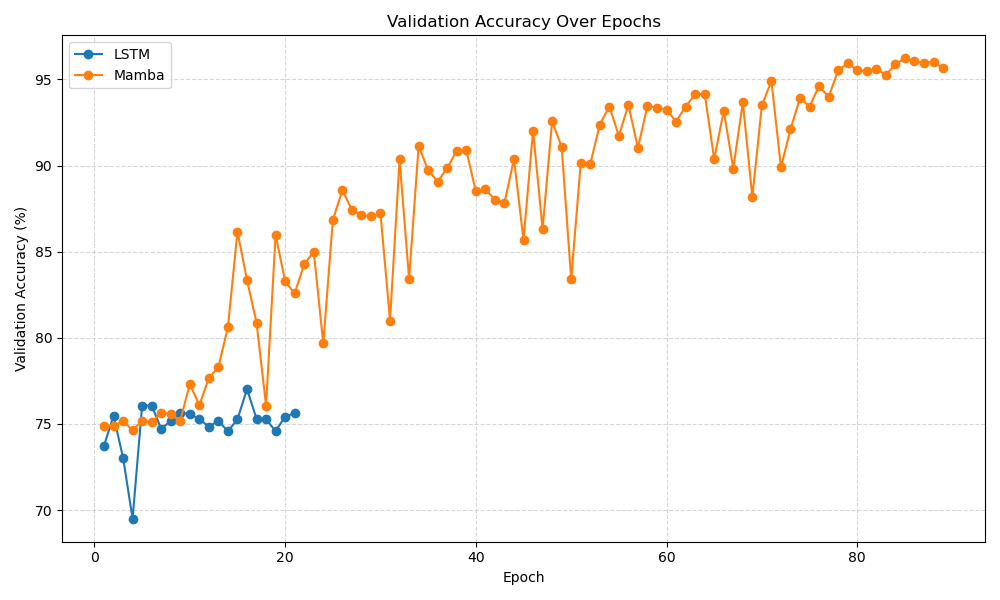 Validation Accuracy Over Epochs
LSTM
Mamba
Validation Accuracy (%)
95
90
85
80
75
70
0 20 40 60 80
Epoch